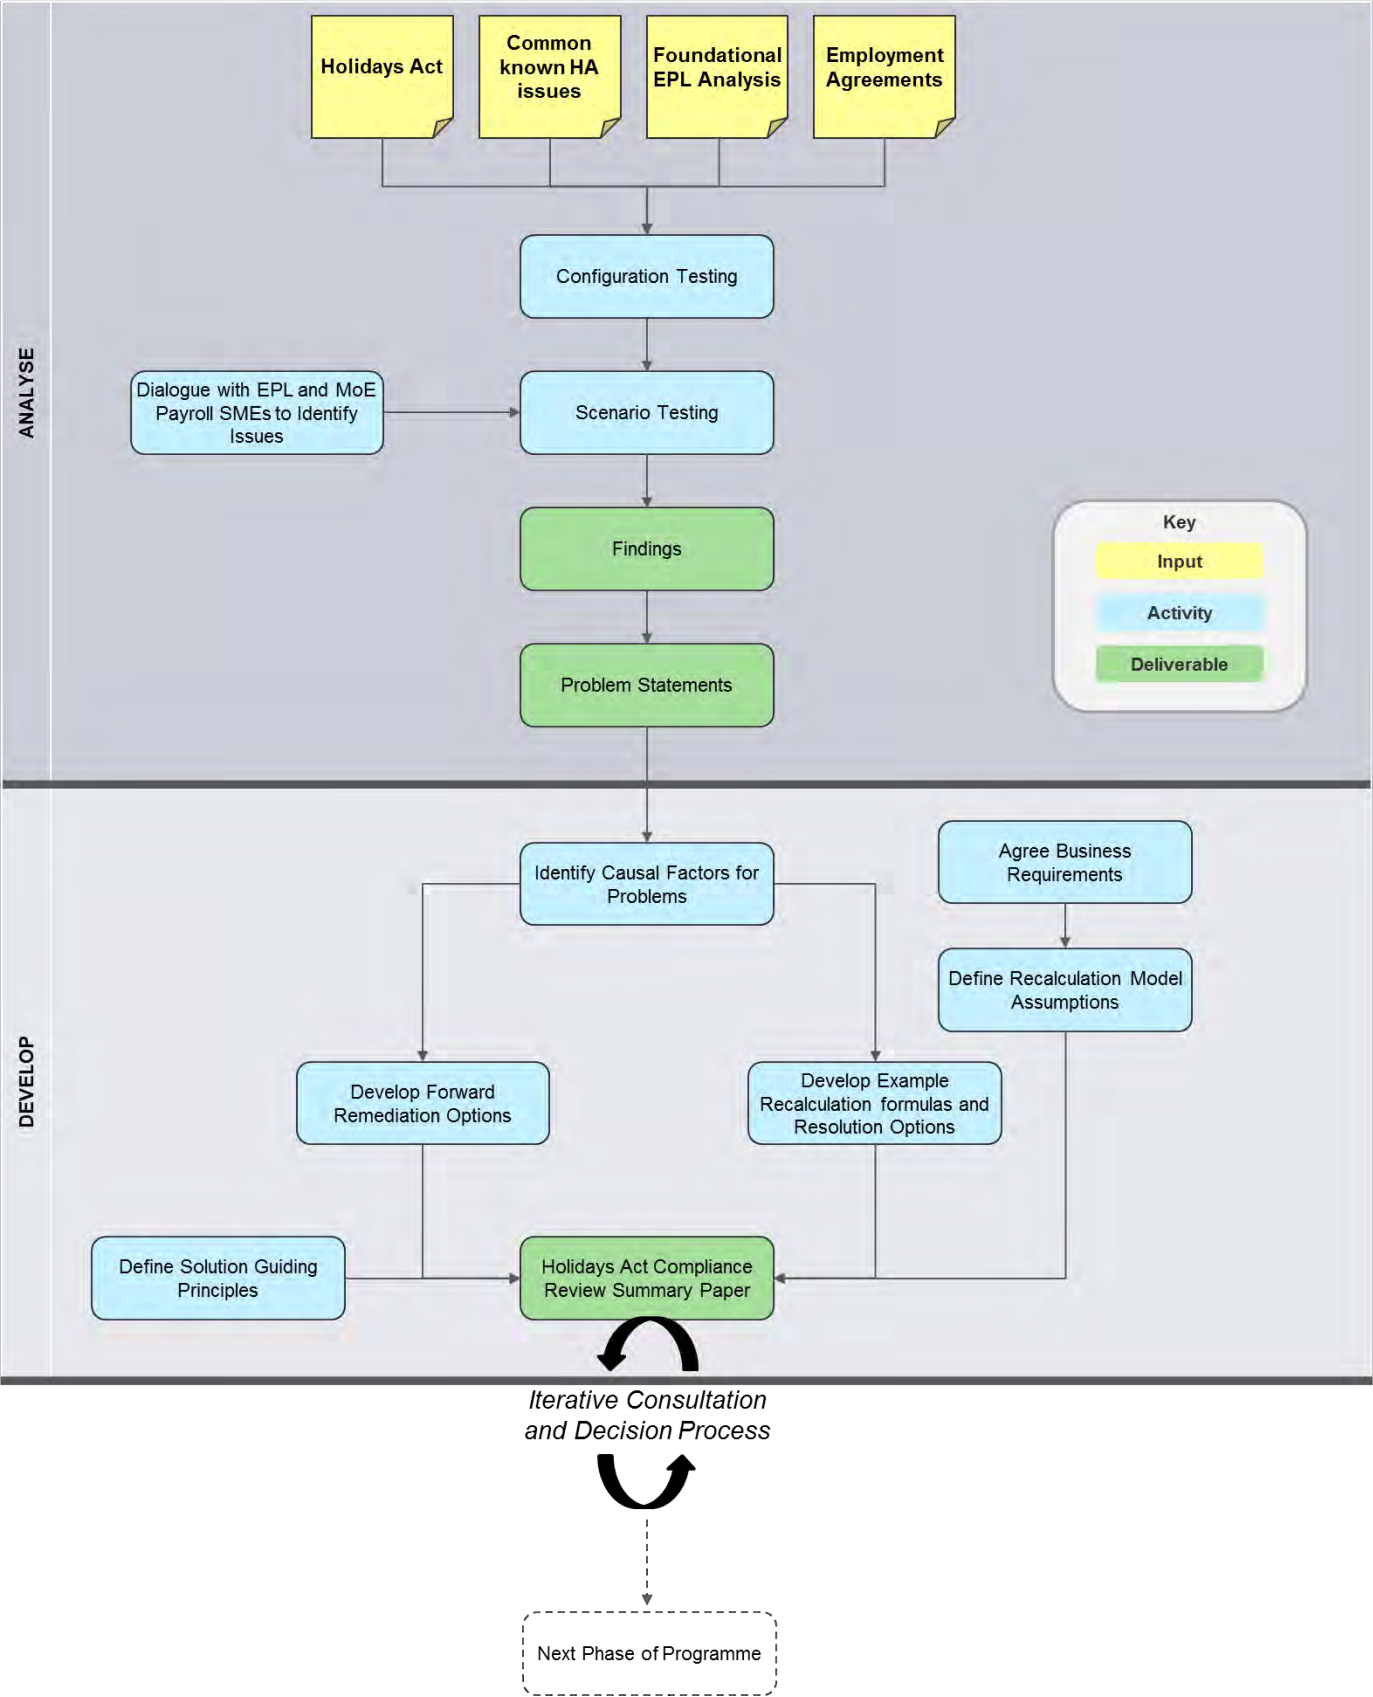 Holidays Act
Common
known HA
issues
Foundational
EPL Analysis
Employment
Agreements
Configuration Testing
ANALYSE
Dialogue with EPL and MoE
Payroll SMEs to Identify
Issues
Scenario Testing
Findings
Problem Statements
Key
Input
Activity
Deliverable
DEVELOP
Identify Causal Factors for
Problems
Agree Business
Requirements
Define Recalculation Model
Assumptions
Develop Forward
Remediation Options
Develop Example
Recalculation formulas and
Resolution Options
Define Solution Guiding
Principles
Holidays Act Compliance
Review Summary Paper
Iterative Consultation
and Decision Process
Next Phase of Programme